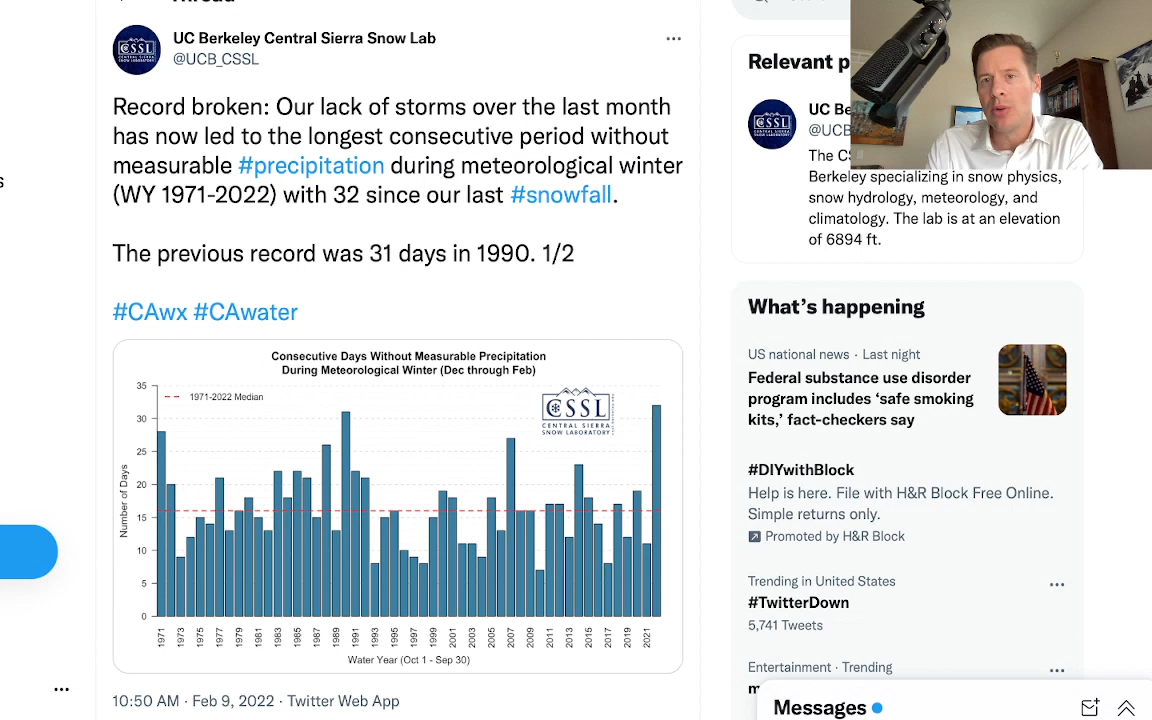 UC Berkeley Central Sierra Snow Lab
@UCB_CSSL
Record broken: Our lack of storms over the last month
has now led to the longest consecutive period without
measurable #precipitation during meteorological winter
(WY 1971-2022) with 32 since our last #snowfall.
The previous record was 31 days in 1990. 1/2
#CAwx #CAwater
Consecutive Days Without Measurable Precipitation
During Meteorological Winter (Dec through Feb)
1971-2022 Median
CSSL
CENTRAL SIERRA
SNOW LABORATORY
Number of Days
35
30
25
20
15
10
5
0
1971
1973
1975
1977
1979
1981
1983
1985
1987
1989
1991
1993
1995
1997
1999
2001
2003
2005
2007
2009
2011
2013
2015
2017
2019
2021
Water Year (Oct 1 - Sep 30)
10:50 AM · Feb 9, 2022 · Twitter Web App
Relevant p
UC Be
@UCB
The CS
Berkeley specializing in snow physics,
snow hydrology, meteorology, and
climatology. The lab is at an elevation
of 6894 ft.
What's happening
US national news · Last night
Federal substance use disorder
program includes 'safe smoking
kits,' fact-checkers say
#DIYwithBlock
Help is here. File with H&R Block Free Online.
Simple returns only.
Promoted by H&R Block
Trending in United States
#TwitterDown
5,741 Tweets
Entertainment · Trending
Messages